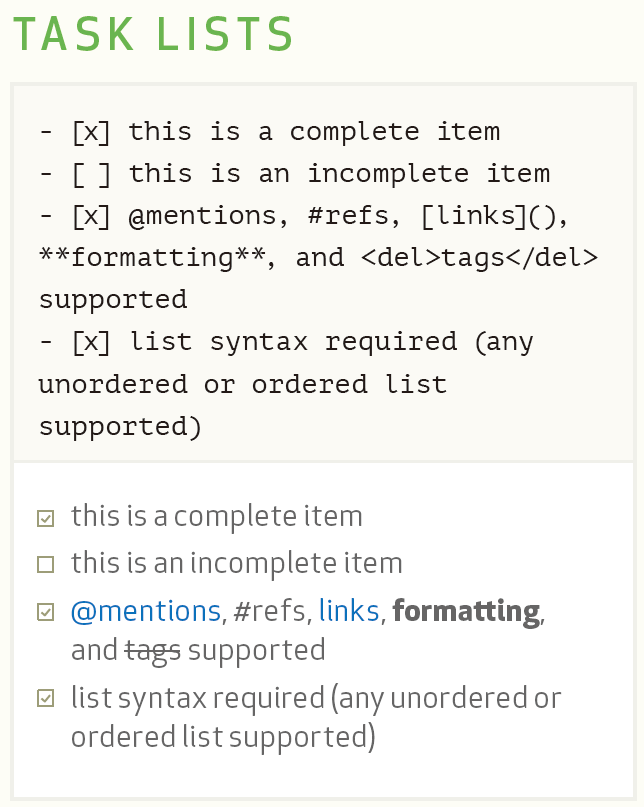 TASK LISTS
- [x] this is a complete item
- [ ] this is an incomplete item
- [x] @mentions, #refs, [links](),
**formatting**, and <del>tags</del>
supported
- [x] list syntax required (any
unordered or ordered list
supported)
this is a complete item
this is an incomplete item
@mentions, #refs, links, formatting,
and tags supported
list syntax required (any unordered or
ordered list supported)